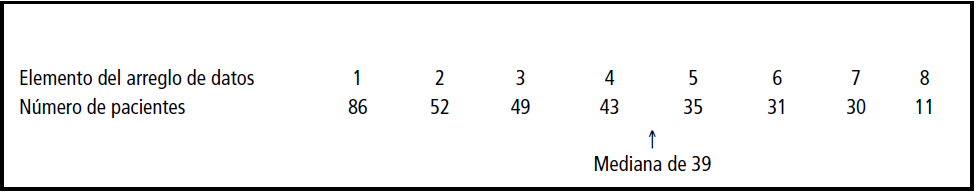 Elemento del arreglo de datos 1 2 3 4 5 6 7 8
Número de pacientes 86 52 49 43 35 31 30 11
↑
Mediana de 39